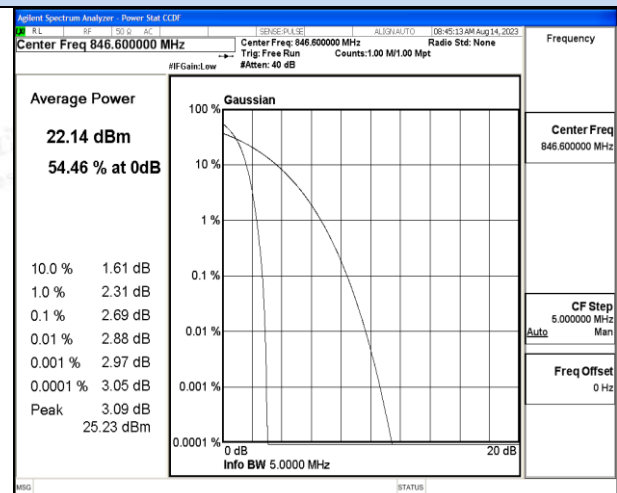 Agilent Spectrum Analyzer - Power Stat CCDF
RL RF 50 Ω AC SENSE:PULSE ALIGNAUTO 08:45:13 AM Aug 14, 2023
Center Freq 846.600000 MHz
Center Freq: 846.600000 MHz Radio Std: None
Trig: Free Run Counts:1.00 M/1.00 Mpt
#IFGain:Low #Atten: 40 dB
Frequency
Center Freq
846.600000 MHz
CF Step
5.000000 MHz
Auto Man
Freq Offset
0 Hz
Average Power
22.14 dBm
54.46 % at 0dB
10.0 % 1.61 dB
1.0 % 2.31 dB
0.1 % 2.69 dB
0.01 % 2.88 dB
0.001 % 2.97 dB
0.0001 % 3.05 dB
Peak 3.09 dB
25.23 dBm
Gaussian
100 %
10 %
1 %
0.1 %
0.01 %
0.001 %
0.0001 %
0 dB 20 dB
Info BW 5.0000 MHz
MSG STATUS